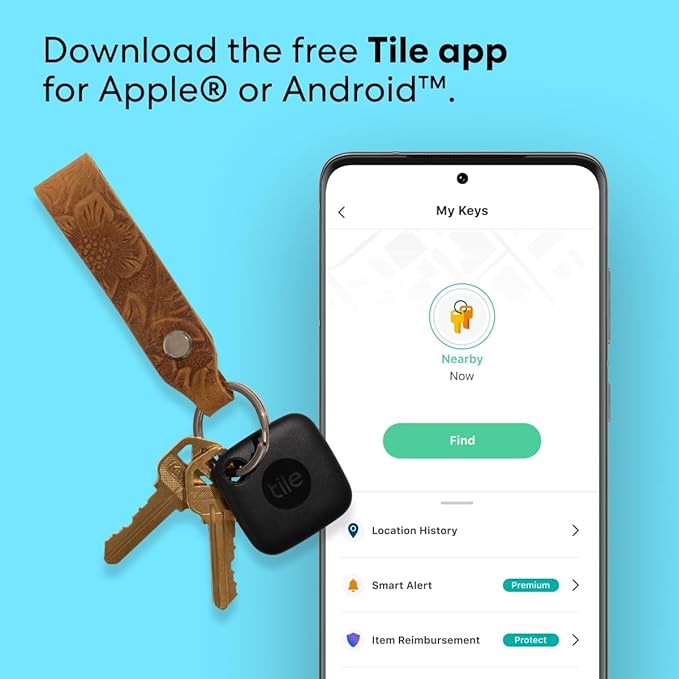 Download the free Tile app
for Apple® or Android™.
My Keys
Nearby
Now
Find
tile
Location History
Smart Alert Premium
Item Reimbursement Protect